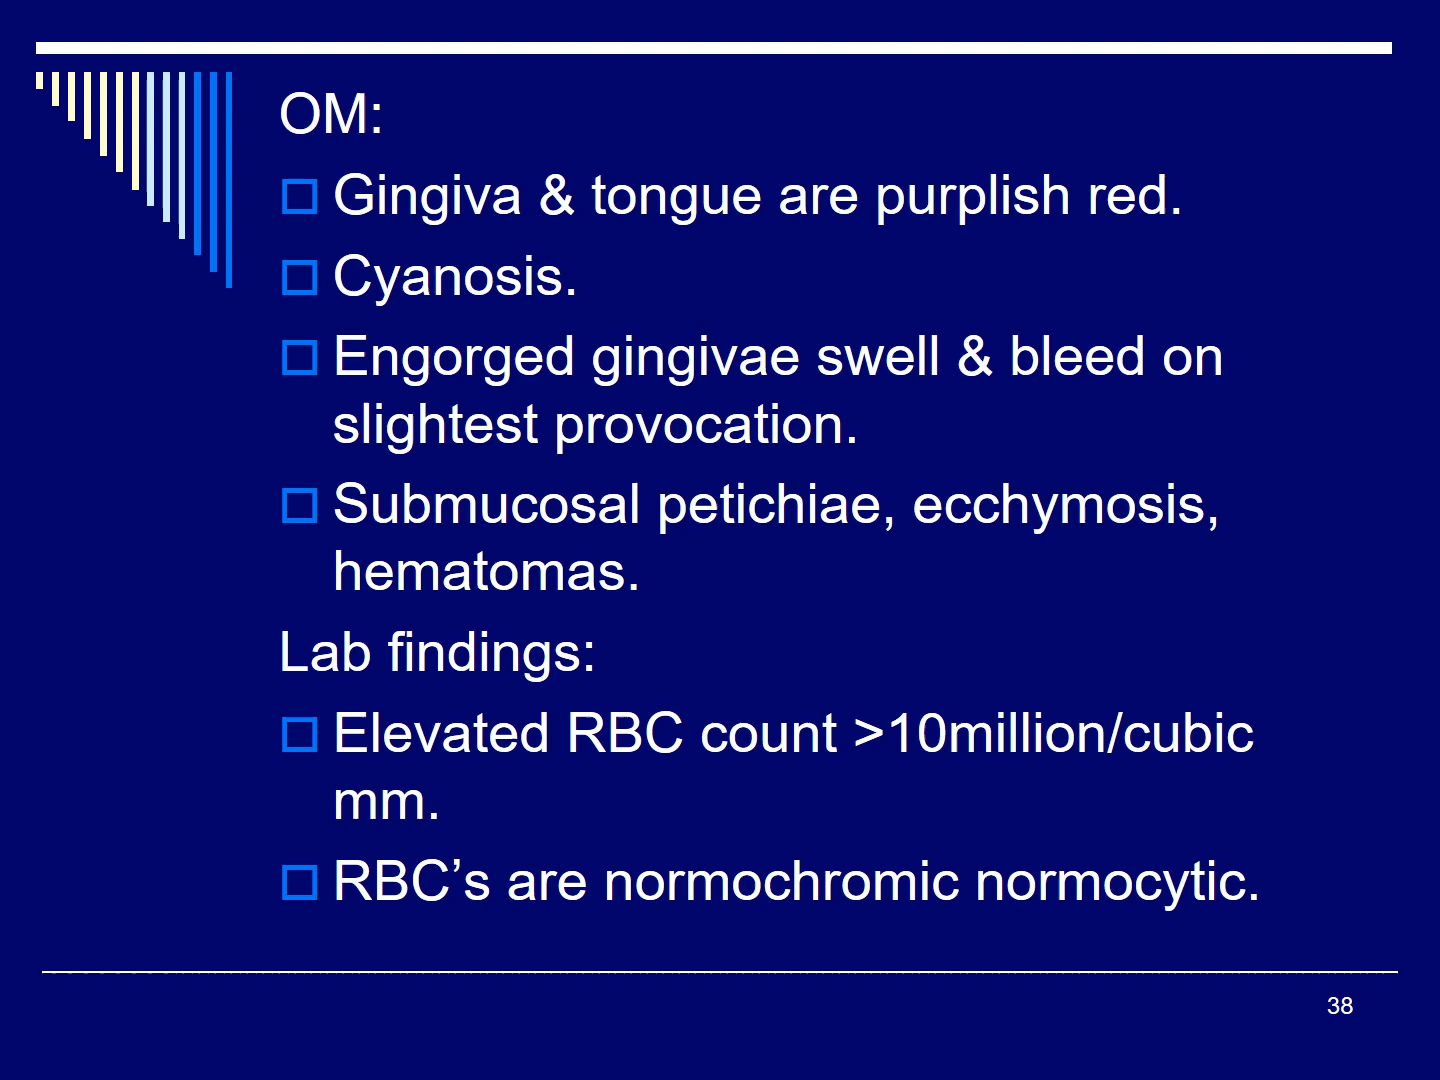 OM:
Gingiva & tongue are purplish red.
Cyanosis.
Engorged gingivae swell & bleed on
slightest provocation.
Submucosal petichiae, ecchymosis,
hematomas.
Lab findings:
Elevated RBC count >10million/cubic
mm.
RBC’s are normochromic normocytic.
38